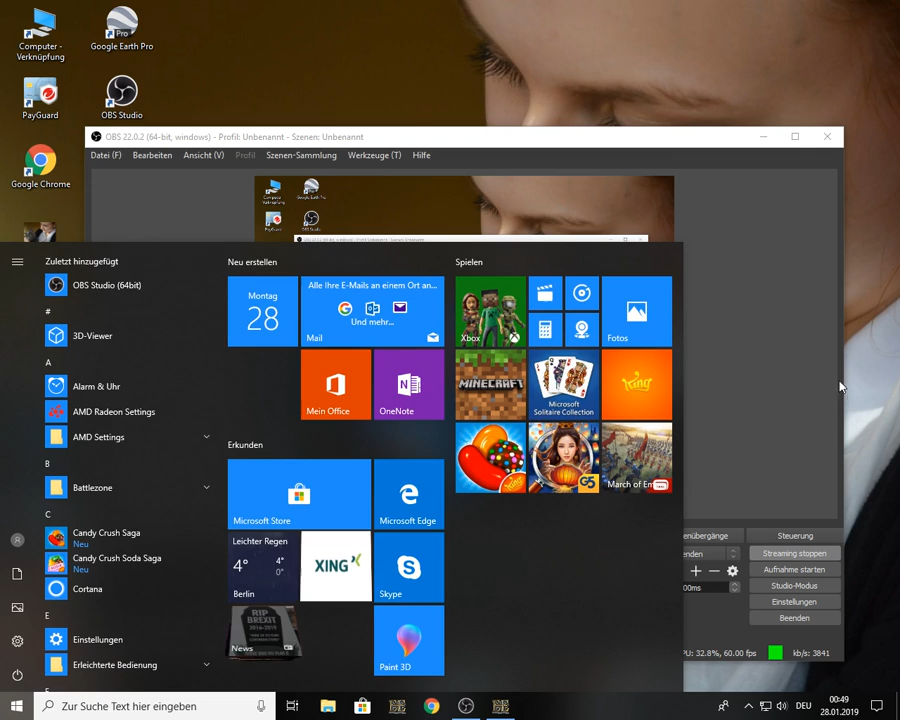 Computer -
Verknüpfung
Google Earth Pro
PayGuard
OBS Studio
Google Chrome
OBS 22.0.2 (64-bit, windows) - Profil: Unbenannt - Szenen: Unbenannt
Datei (F)
Bearbeiten
Ansicht (V)
Profil
Szenen-Sammlung
Werkzeuge (T)
Hilfe
Zuletzt hinzugefügt
OBS Studio (64bit)
#
3D-Viewer
A
Alarm & Uhr
AMD Radeon Settings
AMD Settings
B
Battlezone
C
Candy Crush Saga
Neu
Candy Crush Soda Saga
Neu
Cortana
E
Einstellungen
Erleichterte Bedienung
Neu erstellen
Montag
28
Alle Ihre E-Mails an einem Ort an...
Und mehr...
Mail
Mein Office
OneNote
Erkunden
Microsoft Store
Microsoft Edge
Leichter Regen
4°
4°
0°
Berlin
XING
Skype
RIP
BREXIT
2016-2019
News
Paint 3D
Spielen
Xbox
Fotos
MINECRAFT
Microsoft
Solitaire Collection
King
King
G5
March of Em
enübergänge
Steuerung
enden
00ms
Streaming stoppen
Aufnahme starten
Studio-Modus
Einstellungen
Beenden
PU: 32.8%, 60.00 fps
kb/s: 3841
Zur Suche Text hier eingeben
DEU
00:49
28.01.2019